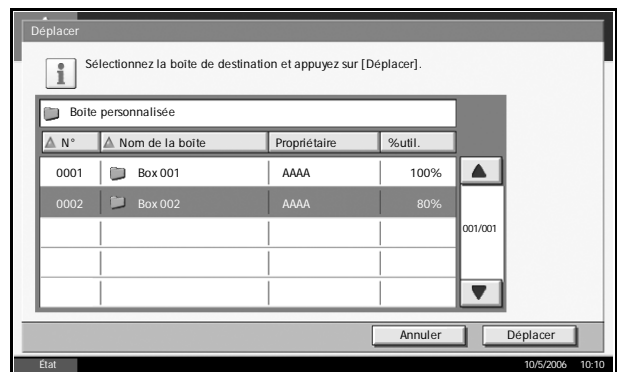 Déplacer
Sélectionnez la boîte de destination et appuyez sur [Déplacer].
Boîte personnalisée
N° Nom de la boîte Propriétaire %util.
0001 Box 001 AAAA 100%
0002 Box 002 AAAA 80%
001/001
Annuler Déplacer
État 10/5/2006 10:10